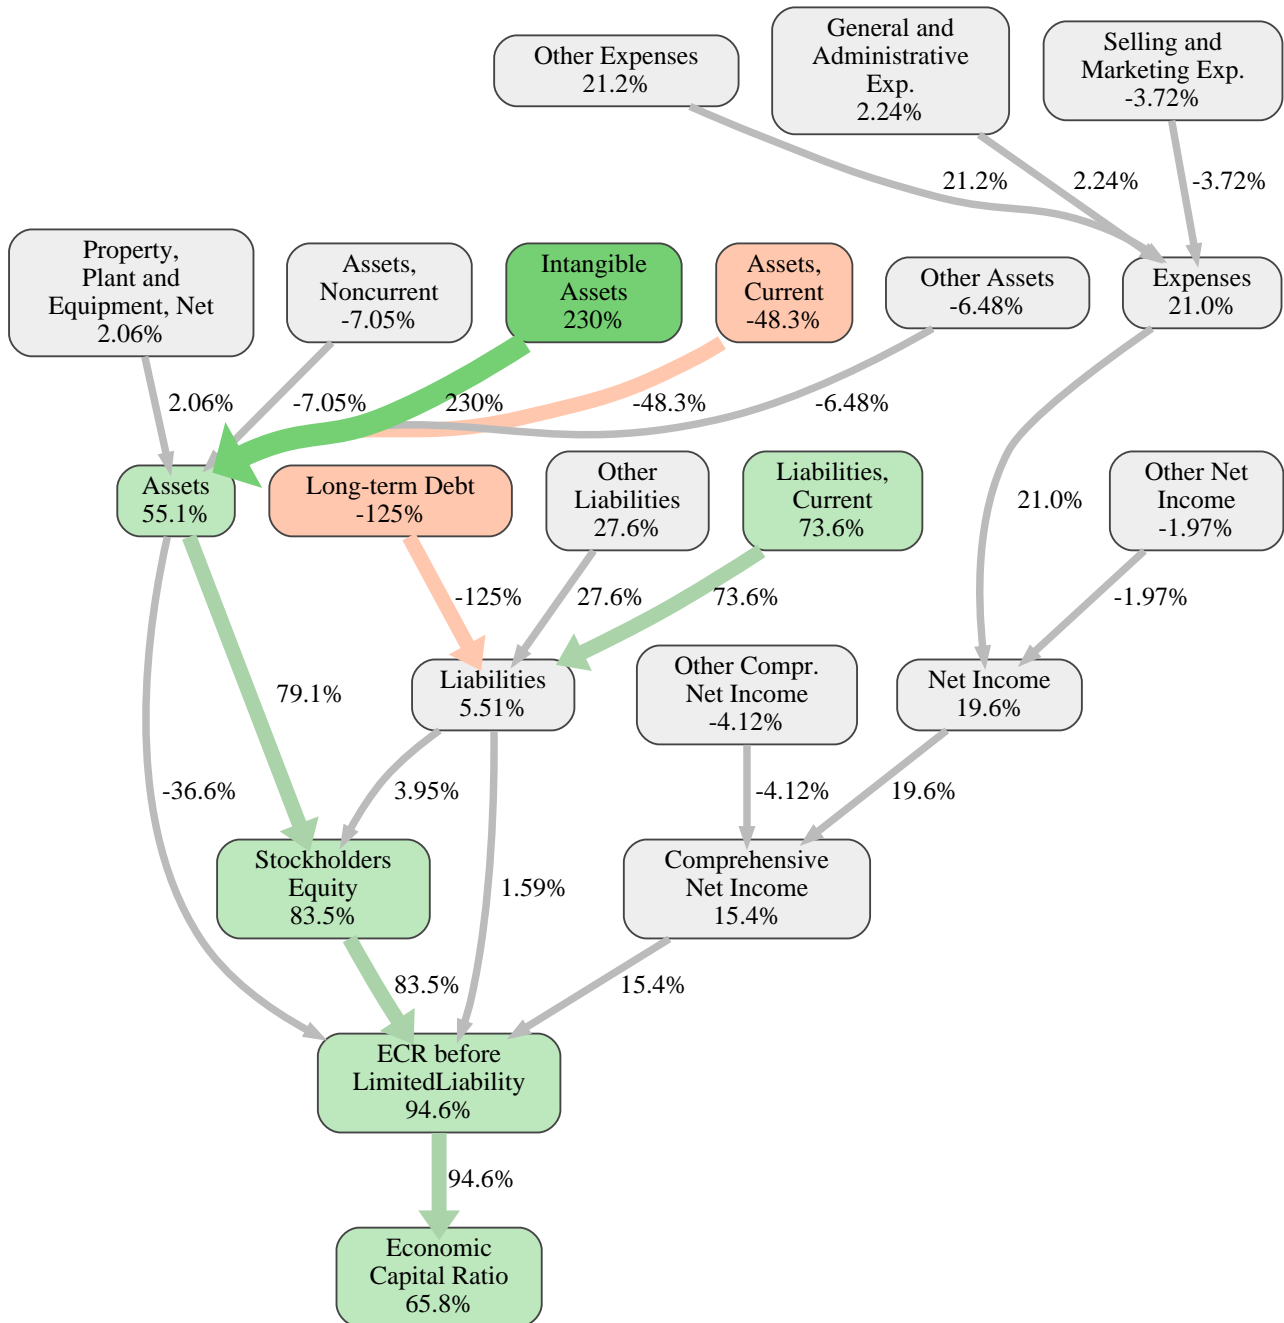 Other Expenses
21.2%
General and
Administrative
Exp.
2.24%
Selling and
Marketing Exp.
-3.72%
21.2%
2.24%
-3.72%
Property,
Plant and
Equipment, Net
2.06%
Assets,
Noncurrent
-7.05%
Intangible
Assets
230%
Assets,
Current
-48.3%
Other Assets
-6.48%
Expenses
21.0%
2.06%
-7.05%
230%
-48.3%
-6.48%
Assets
55.1%
Long-term Debt
-125%
Other
Liabilities
27.6%
Liabilities,
Current
73.6%
21.0%
Other Net
Income
-1.97%
-125%
27.6%
73.6%
-1.97%
79.1%
Liabilities
5.51%
Other Compr.
Net Income
-4.12%
Net Income
19.6%
-36.6%
3.95%
-4.12%
19.6%
Stockholders
Equity
83.5%
1.59%
Comprehensive
Net Income
15.4%
83.5%
15.4%
ECR before
LimitedLiability
94.6%
94.6%
Economic
Capital Ratio
65.8%